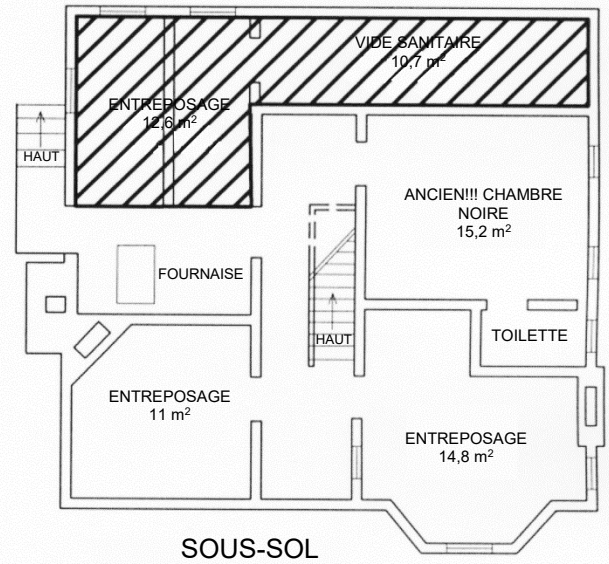 VIDE SANITAIRE
10,7 m²
ENTREPOSAGE
12,6 m²
HAUT
ANCIEN!!! CHAMBRE
NOIRE
15,2 m²
FOURNAISE
HAUT
TOILETTE
ENTREPOSAGE
11 m²
ENTREPOSAGE
14,8 m²
SOUS-SOL